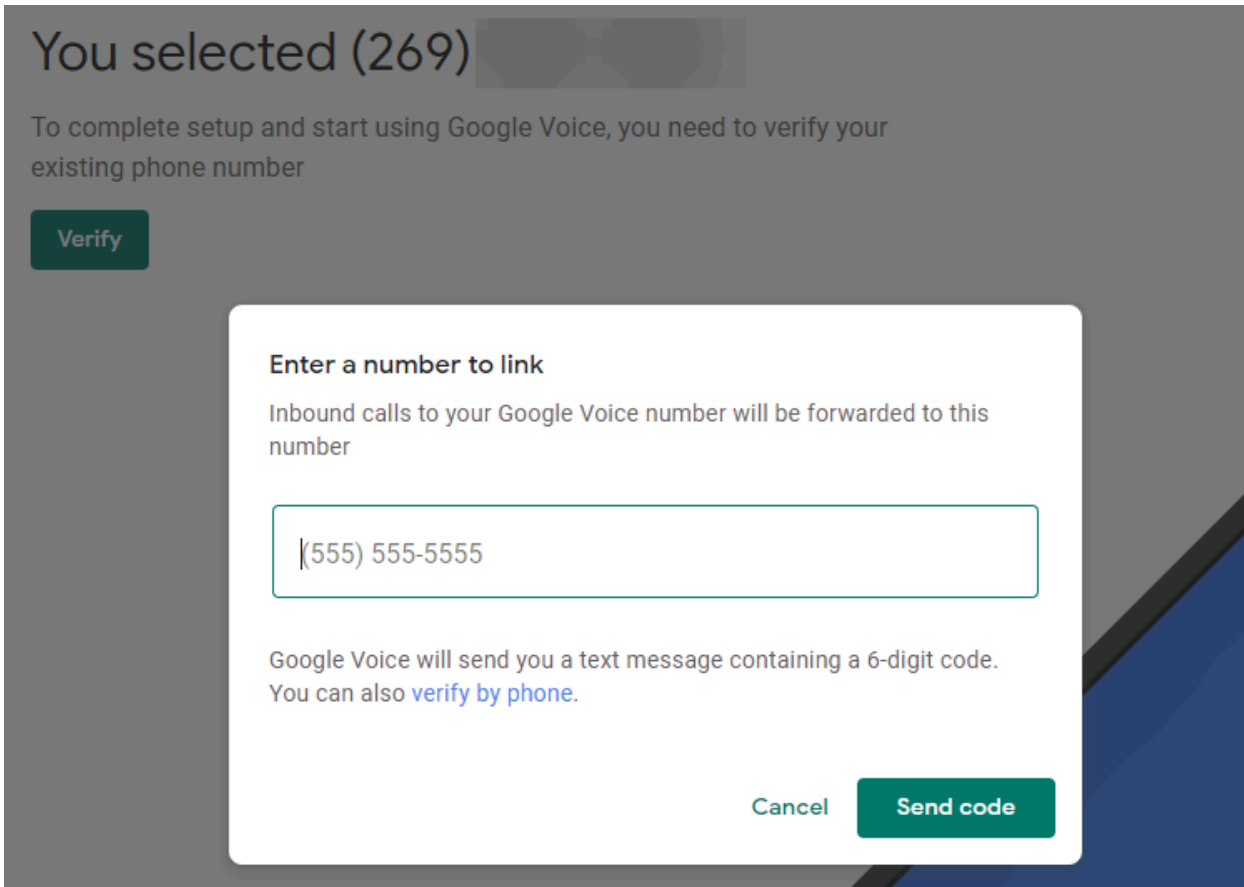 You selected (269)
To complete setup and start using Google Voice, you need to verify your
existing phone number
Verify
Enter a number to link
Inbound calls to your Google Voice number will be forwarded to this
number
(555) 555-5555
Google Voice will send you a text message containing a 6-digit code.
You can also verify by phone.
Cancel
Send code